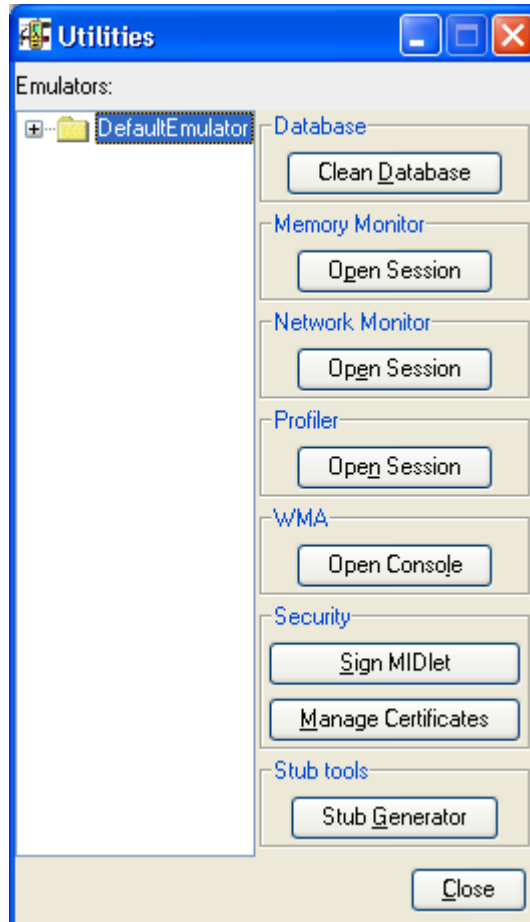 Utilities
Emulators:
DefaultEmulator
Database
Clean Database
Memory Monitor
Open Session
Network Monitor
Open Session
Profiler
Open Session
WMA
Open Console
Security
Sign MIDlet
Manage Certificates
Stub tools
Stub Generator
Close